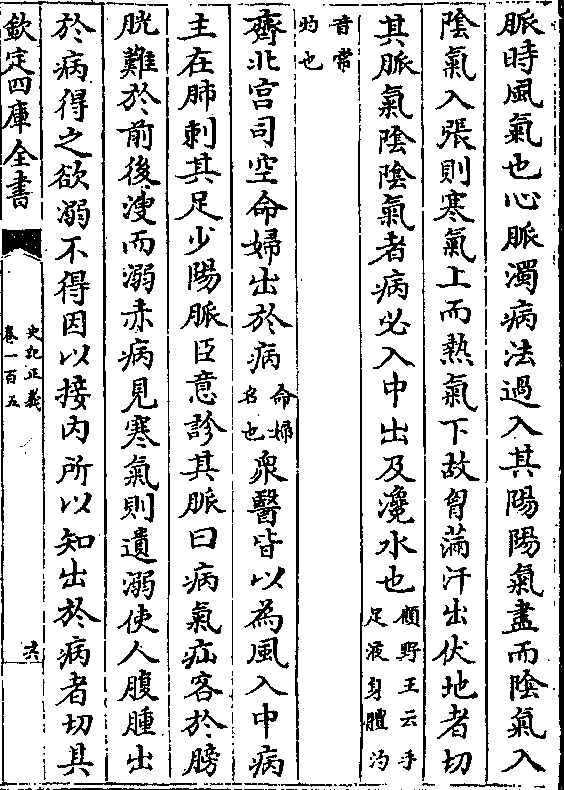 脈時風氣也心脈濁病法過入其陽陽氣盡而陰氣入
陰氣入張則寒氣上而熱氣下故胷滿汗出伏地者切
其脈氣陰陰氣者病必入中出及瀺水也顧野王云手足液身體汋
音常灼也
齊北宫司空命婦出於病命婦名也衆醫皆以為風入中病
主在肺刺其足少陽脈臣意診其脈曰病氣疝客於膀
胱難於前後溲而溺赤病見寒氣則遺溺使人腹腫出
於病得之欲溺不得因以接内所以知出於病者切其
欽定四庫全書
史記正義
卷一百五
六